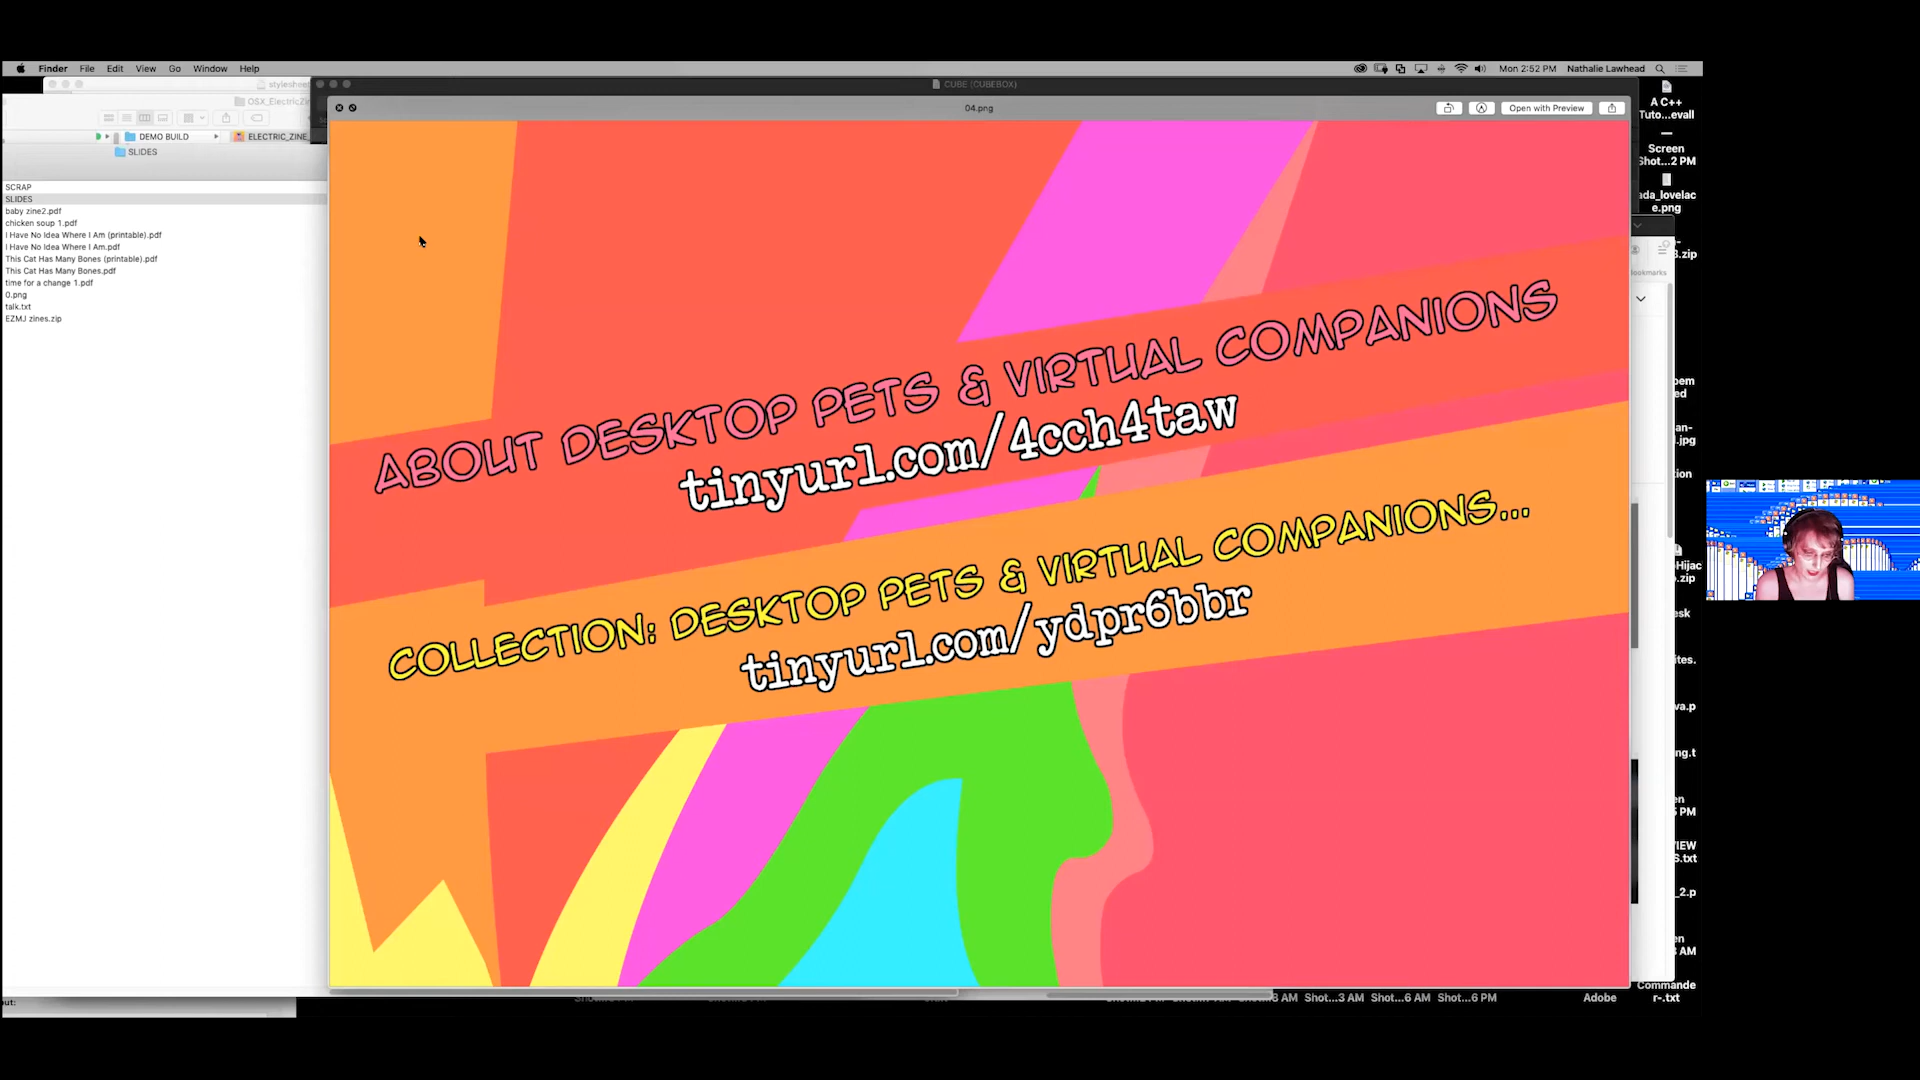 Finder File Edit View Go Window Help
Mon 2:52 PM Nathalie Lawhead
CUBE (CUBEBOX)
04.png
Open with Preview
DEMO BUILD
ELECTRIC_ZINE_
SLIDES
SCRAP
SLIDES
baby zine2.pdf
chicken soup 1.pdf
I Have No Idea Where I Am (printable).pdf
I Have No Idea Where I Am.pdf
This Cat Has Many Bones (printable).pdf
This Cat Has Many Bones.pdf
time for a change 1.pdf
0.png
talk.txt
EZMJ zines.zip
ABOUT DESKTOP PETS & VIRTUAL COMPANIONS
tinyurl.com/4cch4taw
COLLECTION: DESKTOP PETS & VIRTUAL COMPANIONS...
tinyurl.com/ydpr6bbr
A C++
Tuto...evall
Screen
Shot...2 PM
ada_lovelac
e.png
Shot...3 AM Shot...6 AM Shot...6 PM
Adobe
Commande
r-.txt